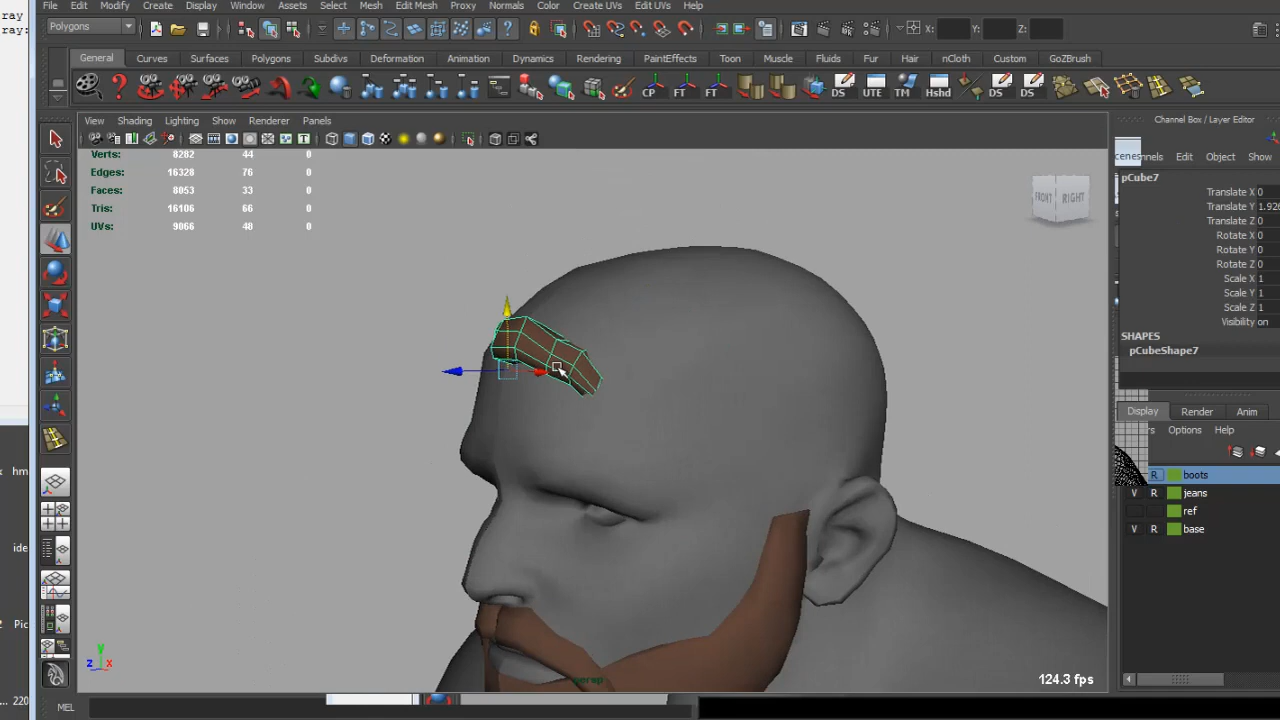 ray
ray:
Edit Modify Create Display Window Assets Select Mesh Edit Mesh Proxy Normals Color Create UVs Edit UVs Help
Polygons X: Y: Z:
General Curves Surfaces Polygons Subdivs Deformation Animation Rendering PaintEffects Toon Muscle Fluids Fur Hair nCloth Custom GoZBrush
CP FT FT DS UTE TM Hshd DS DS
View Shading Lighting Show Renderer Panels
Channel Box / Layer Editor
Edit Object Show
Verts: 8282 44 0
Edges: 16328 76 0
Faces: 8053 33 0
Tris: 16106 66 0
UVs: 9066 48 0
FRONT RIGHT
pCube7
Translate X 0
Translate Y 1.926
Translate Z 0
Rotate X 0
Rotate Y 0
Rotate Z 0
Scale X 1
Scale Y 1
Scale Z 1
Visibility on
SHAPES
pCubeShape7
Display Render Anim
Options Help
R boots
V R jeans
ref
V R base
hm
ide
Pic
220
y
z x
124.3 fps
MEL